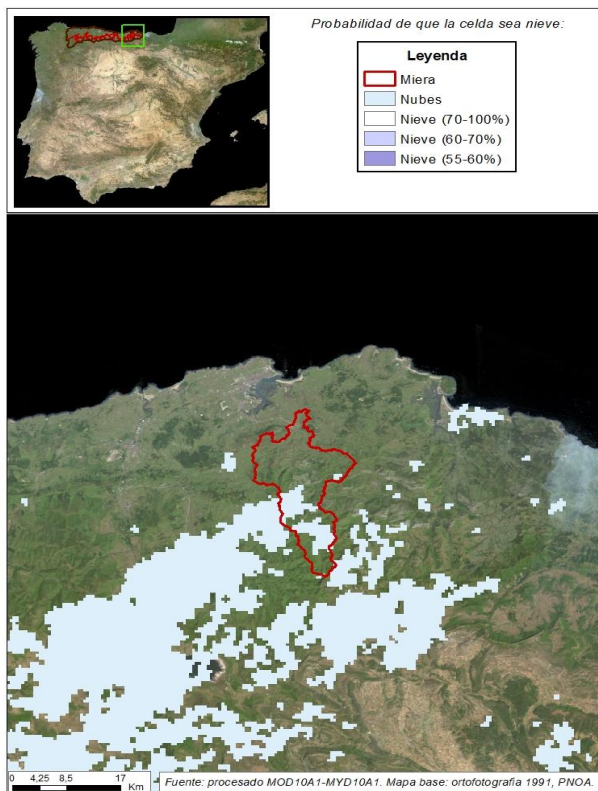 Probabilidad de que la celda sea nieve:
Leyenda
Miera
Nubes
Nieve (70-100%)
Nieve (60-70%)
Nieve (55-60%)
0 4,25 8,5 17
Km
Fuente: procesado MOD10A1-MYD10A1. Mapa base: ortofotografia 1991, PNOA.